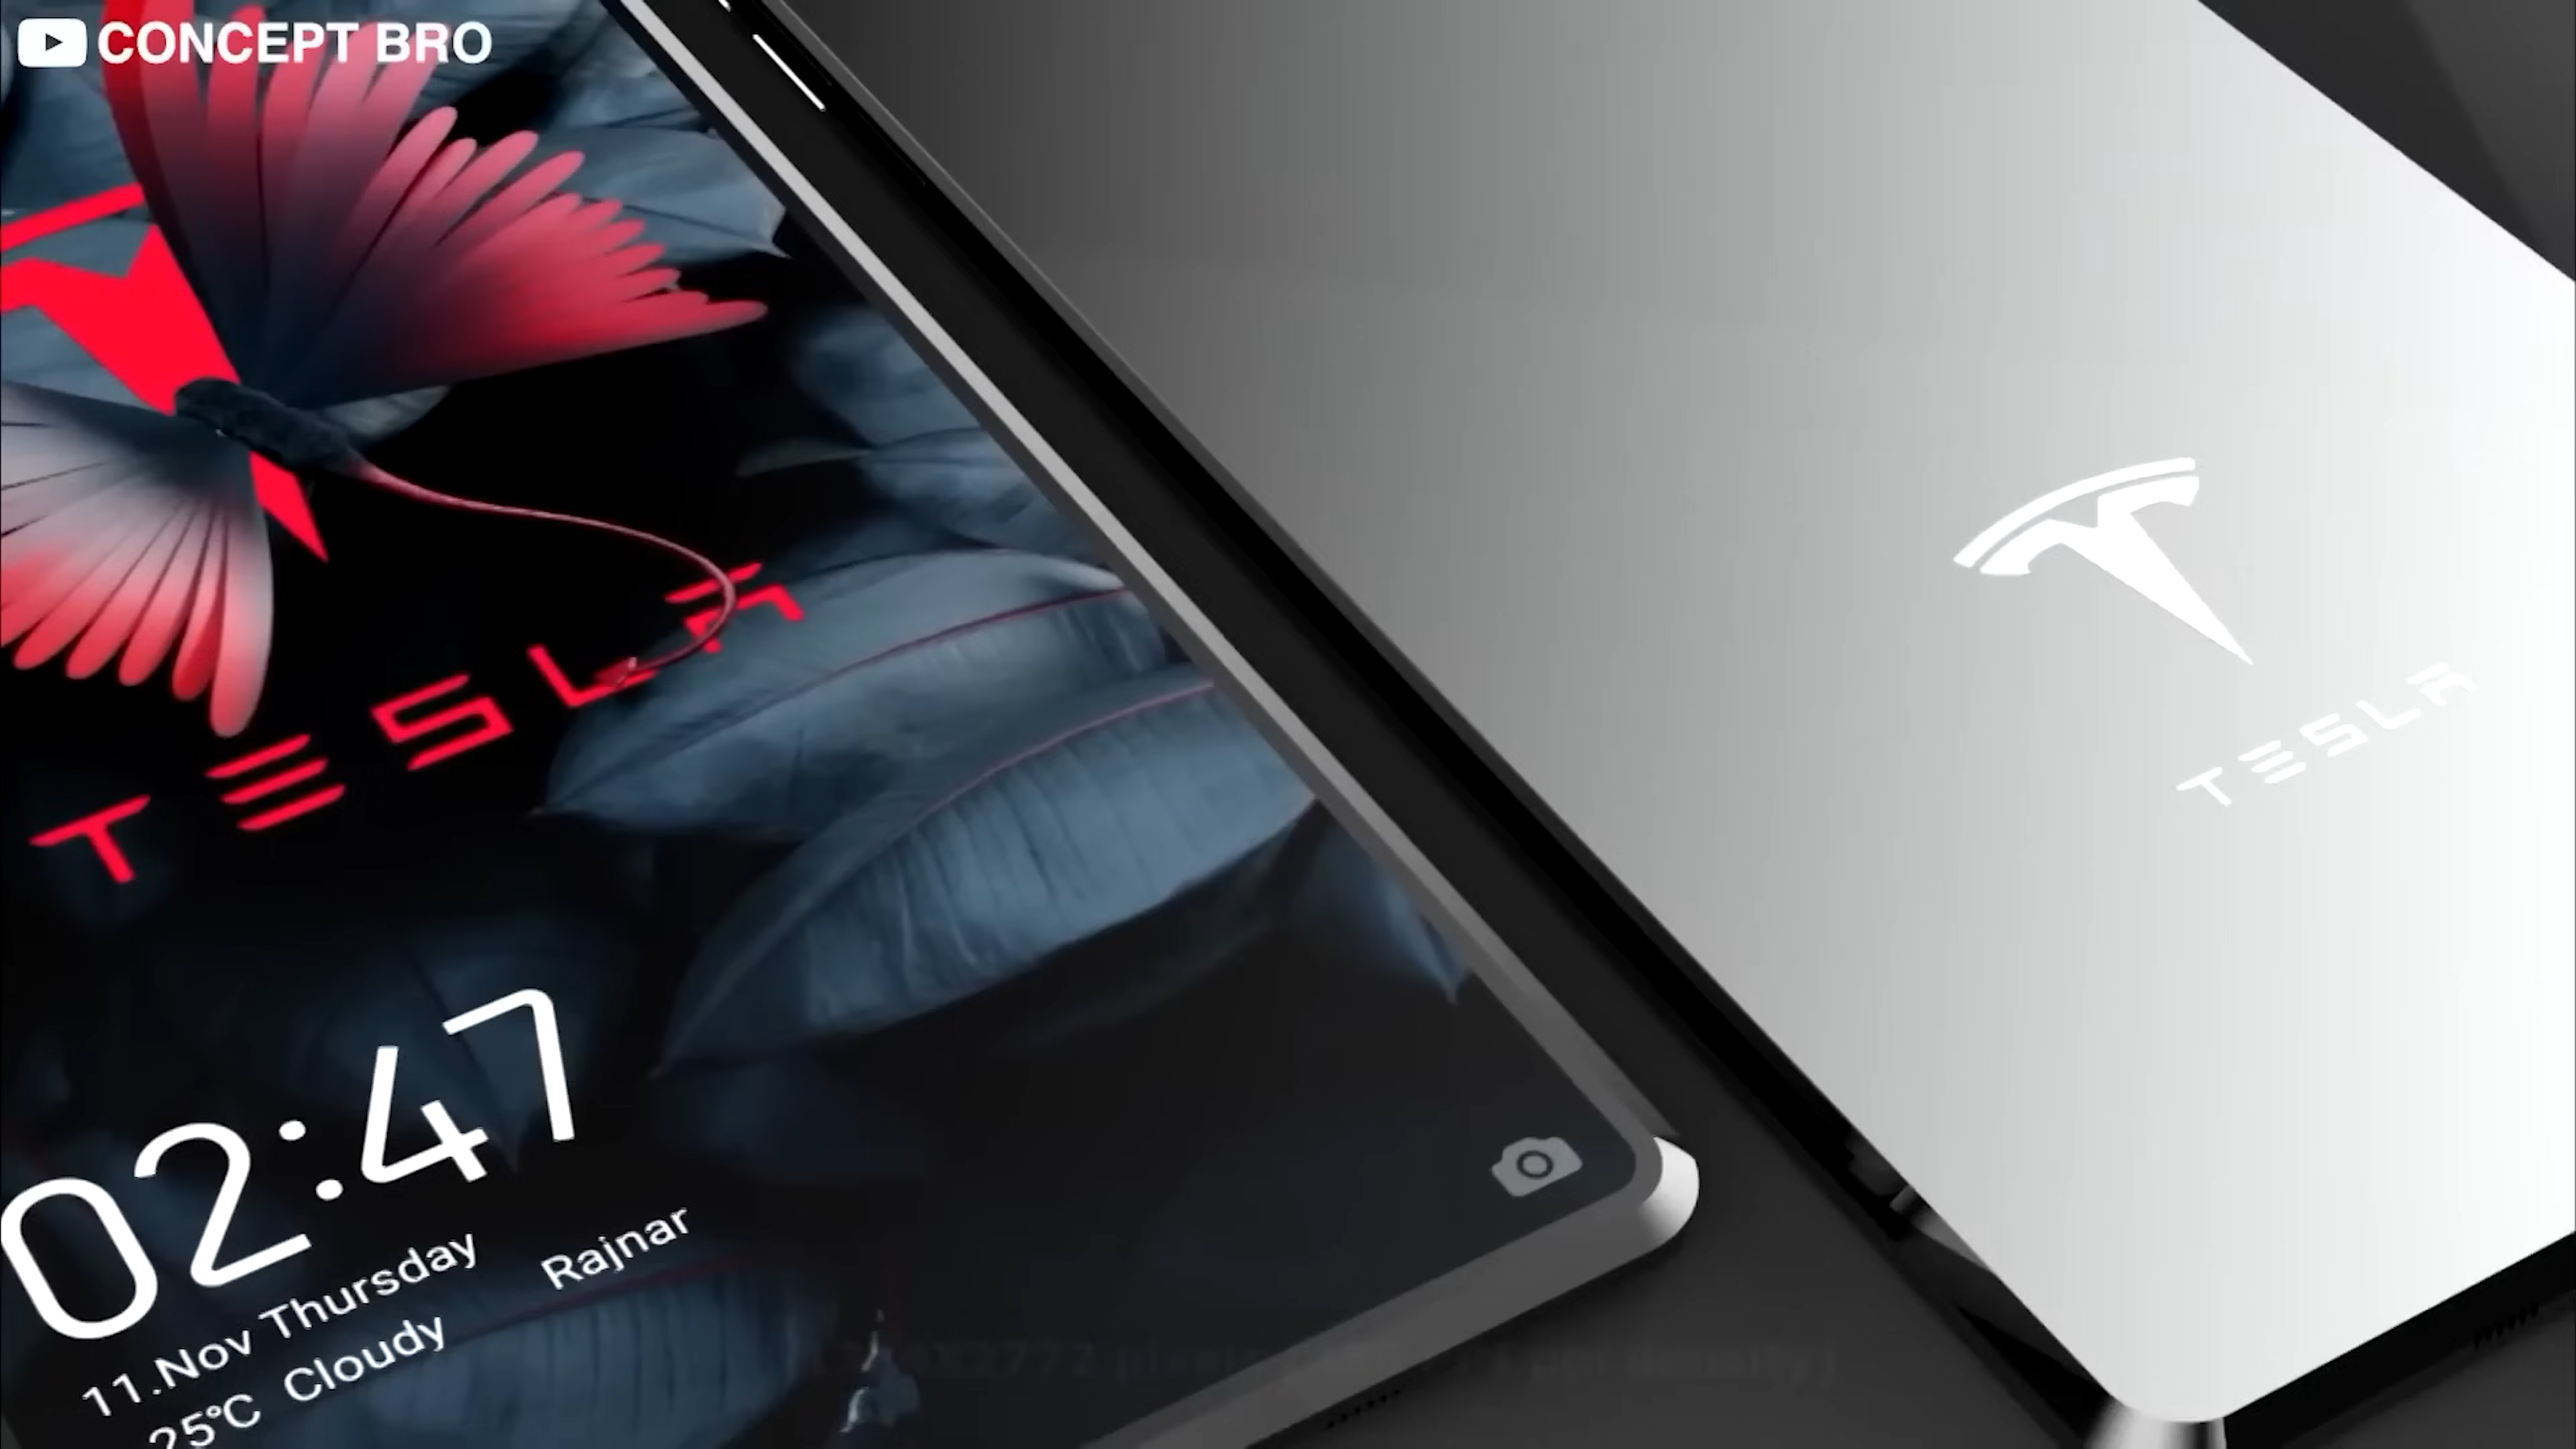 CONCEPT BRO
TESLA
02:47
11.Nov Thursday Rajnar
25°C Cloudy
TESLA